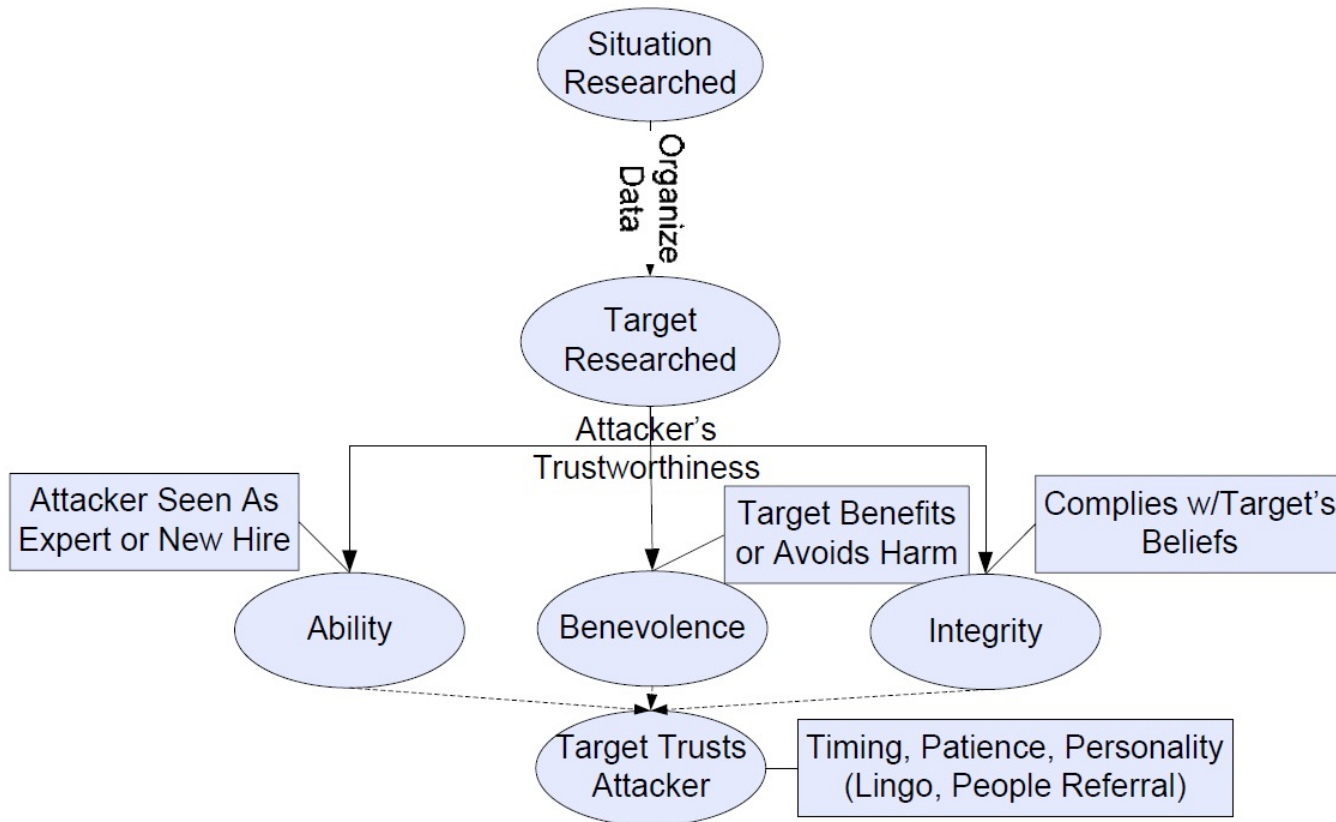 Situation
Researched
Organize
Data
Target
Researched
Attacker's
Trustworthiness
Attacker Seen As
Expert or New Hire
Target Benefits
or Avoids Harm
Complies w/Target's
Beliefs
Ability
Benevolence
Integrity
Target Trusts
Attacker
Timing, Patience, Personality
(Lingo, People Referral)